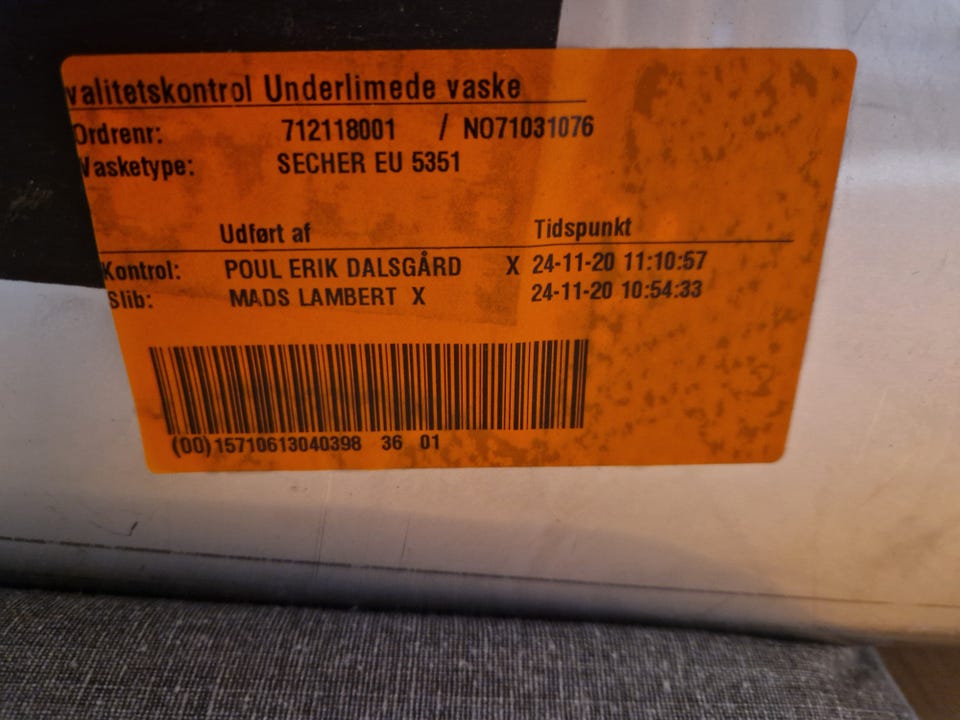 valitetskontrol Underlimede vaske
Ordrenr: 712118001 / NO71031076
Vasketype: SECHER EU 5351
Udført af Tidspunkt
Kontrol: POUL ERIK DALSGÅRD X 24-11-20 11:10:57
Slib: MADS LAMBERT X 24-11-20 10:54:33
(00)15710613040398 36 01